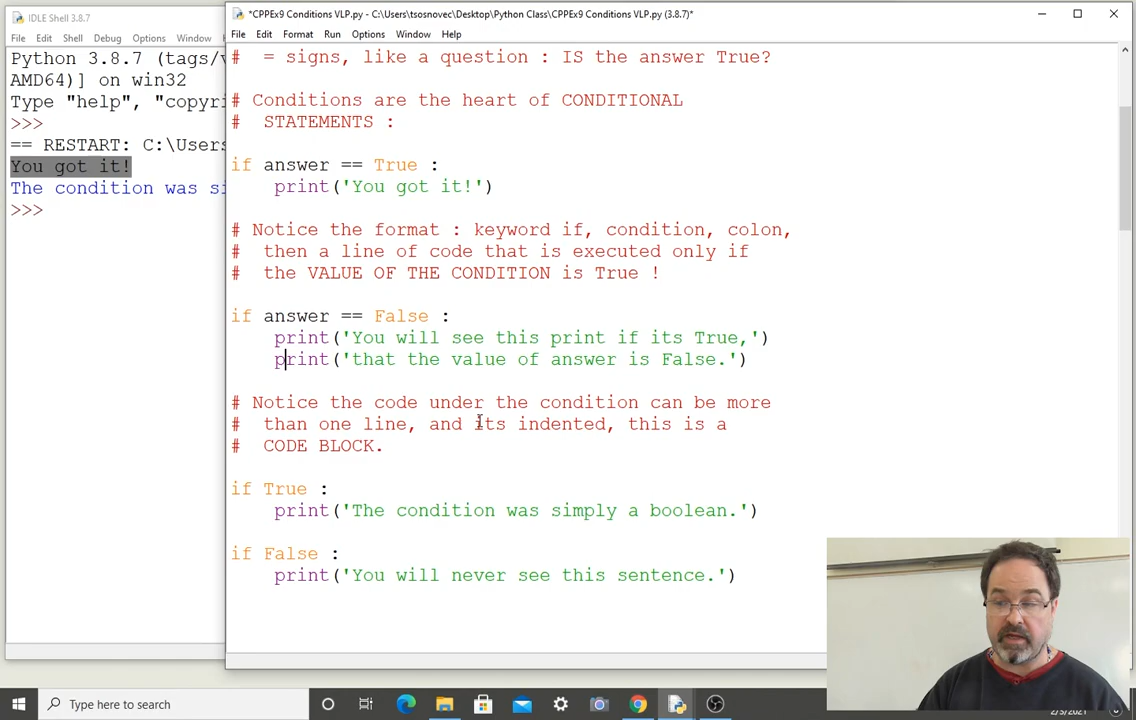 IDLE Shell 3.8.7
File Edit Shell Debug Options Window
Python 3.8.7 (tags/
AMD64)] on win32
Type "help", "copyri
>>>
== RESTART: C:\Users
You got it!
The condition was si
>>>
*CPPEx9 Conditions VLP.py - C:\Users\tsosnovec\Desktop\Python Class\CPPEx9 Conditions VLP.py (3.8.7)*
File Edit Format Run Options Window Help
#  = signs, like a question : IS the answer True?
# Conditions are the heart of CONDITIONAL
#  STATEMENTS :
if answer == True :
    print('You got it!')
# Notice the format : keyword if, condition, colon,
#  then a line of code that is executed only if
#  the VALUE OF THE CONDITION is True !
if answer == False :
    print('You will see this print if its True,')
    print('that the value of answer is False.')
# Notice the code under the condition can be more
#  than one line, and its indented, this is a
#  CODE BLOCK.
if True :
    print('The condition was simply a boolean.')
if False :
    print('You will never see this sentence.')
Type here to search
2/3/2021